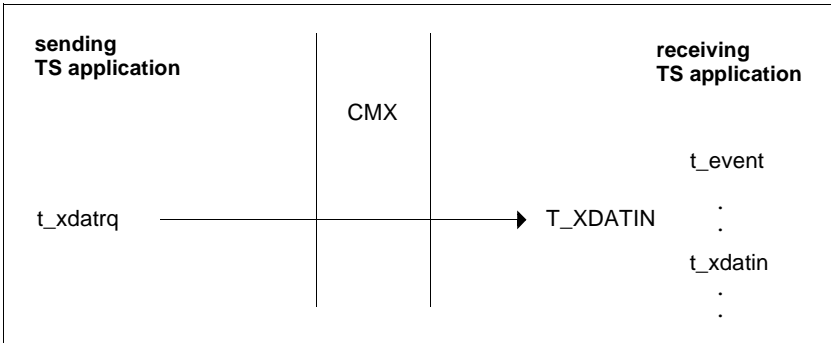 sending
TS application
receiving
TS application
CMX
t_event
t_xdatrq
T_XDATIN
.
.
t_xdatin
.
.